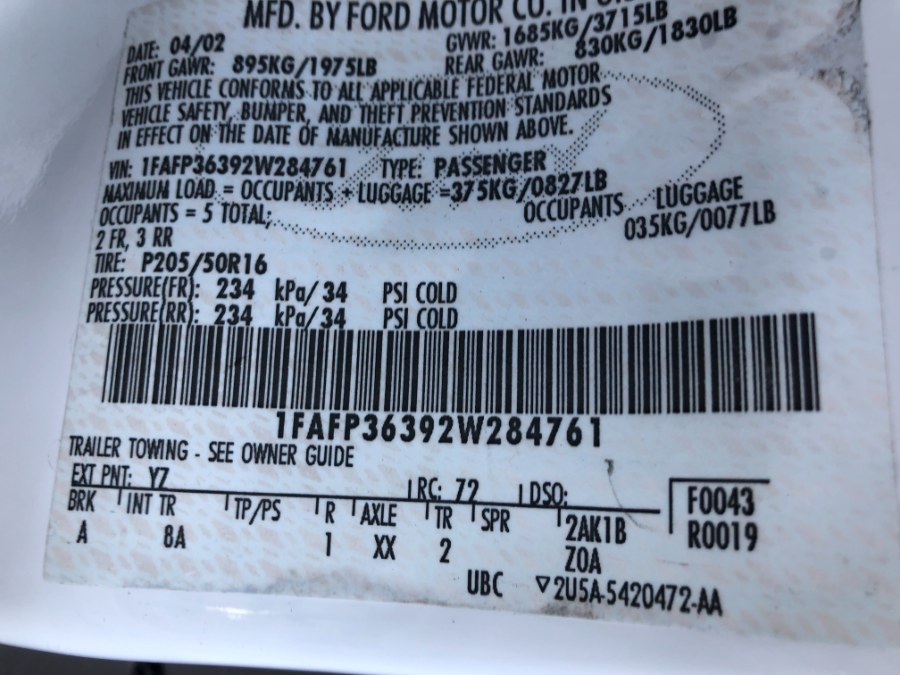 MFD. BY FORD MOTOR CO. IN
DATE: 04/02 GVWR: 1685KG/3715LB
FRONT GAWR: 895KG/1975LB REAR GAWR: 830KG/1830LB
THIS VEHICLE CONFORMS TO ALL APPLICABLE FEDERAL MOTOR
VEHICLE SAFETY, BUMPER, AND THEFT PREVENTION STANDARDS
IN EFFECT ON THE DATE OF MANUFACTURE SHOWN ABOVE.
VIN: 1FAFP36392W284761 TYPE: PASSENGER
MAXIMUM LOAD = OCCUPANTS + LUGGAGE =375KG/0827LB
OCCUPANTS = 5 TOTAL; OCCUPANTS LUGGAGE
2 FR, 3 RR 035KG/0077LB
TIRE: P205/50R16
PRESSURE(FR): 234 kPa/34 PSI COLD
PRESSURE(RR): 234 kPa/34 PSI COLD
1FAFP36392W284761
TRAILER TOWING - SEE OWNER GUIDE
EXT PNT: Y7 RC: 72 DSO: F0043
BRK INT TR TP/PS R AXLE TR SPR 2AK1B R0019
A 8A 1 XX 2 Z0A
UBC ▽2U5A-5420472-AA